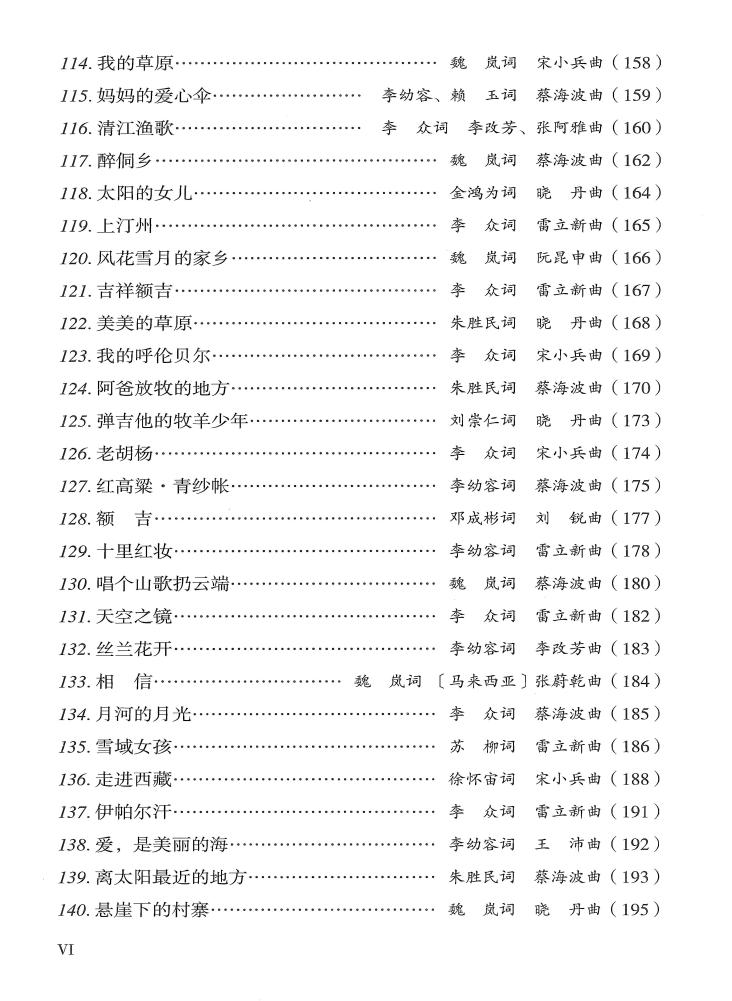 114. 我的草原……………………………………魏　岚词　宋小兵曲（158）
115. 妈妈的爱心伞……………………李幼容、赖　玉词　蔡海波曲（159）
116. 清江渔歌…………………………李　众词　李改芳、张阿雅曲（160）
117. 醉侗乡………………………………………魏　岚词　蔡海波曲（162）
118. 太阳的女儿…………………………………金鸿为词　晓　丹曲（164）
119. 上汀州………………………………………李　众词　雷立新曲（165）
120. 风花雪月的家乡……………………………魏　岚词　阮昆申曲（166）
121. 吉祥额吉……………………………………李　众词　雷立新曲（167）
122. 美美的草原…………………………………朱胜民词　晓　丹曲（168）
123. 我的呼伦贝尔………………………………李　众词　宋小兵曲（169）
124. 阿爸放牧的地方……………………………朱胜民词　蔡海波曲（170）
125. 弹吉他的牧羊少年…………………………刘崇仁词　晓　丹曲（173）
126. 老胡杨………………………………………李　众词　宋小兵曲（174）
127. 红高粱·青纱帐……………………………李幼容词　蔡海波曲（175）
128. 额　吉………………………………………邓成彬词　刘　锐曲（177）
129. 十里红妆……………………………………李幼容词　雷立新曲（178）
130. 唱个山歌扔云端……………………………魏　岚词　蔡海波曲（180）
131. 天空之镜……………………………………李　众词　雷立新曲（182）
132. 丝兰花开……………………………………李幼容词　李改芳曲（183）
133. 相　信…………………………魏　岚词　〔马来西亚〕张蔚乾曲（184）
134. 月河的月光…………………………………李　众词　蔡海波曲（185）
135. 雪域女孩……………………………………苏　柳词　雷立新曲（186）
136. 走进西藏……………………………………徐怀宙词　宋小兵曲（188）
137. 伊帕尔汗……………………………………李　众词　雷立新曲（191）
138. 爱，是美丽的海……………………………李幼容词　王　沛曲（192）
139. 离太阳最近的地方…………………………朱胜民词　蔡海波曲（193）
140. 悬崖下的村寨………………………………魏　岚词　晓　丹曲（195）
VI